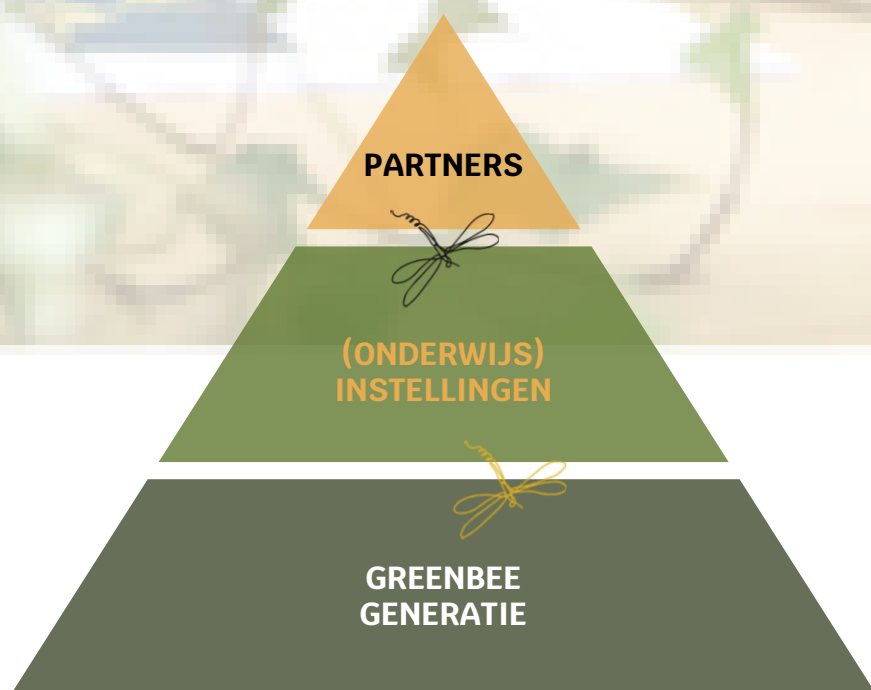 PARTNERS
(ONDERWIJS)
INSTELLINGEN
GREENBEE
GENERATIE